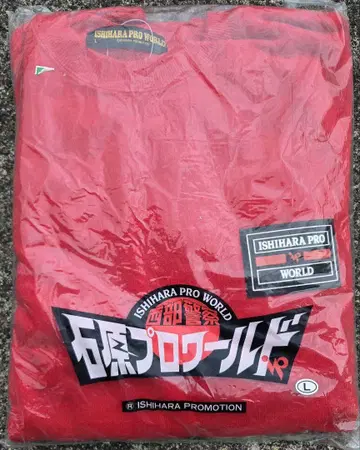 ISHIHARA PRO WORLD
ISHIHARA PRO
WORLD
ISHIHARA PRO WORLD
西部警察
石原プロワールド
L
® ISHIHARA PROMOTION